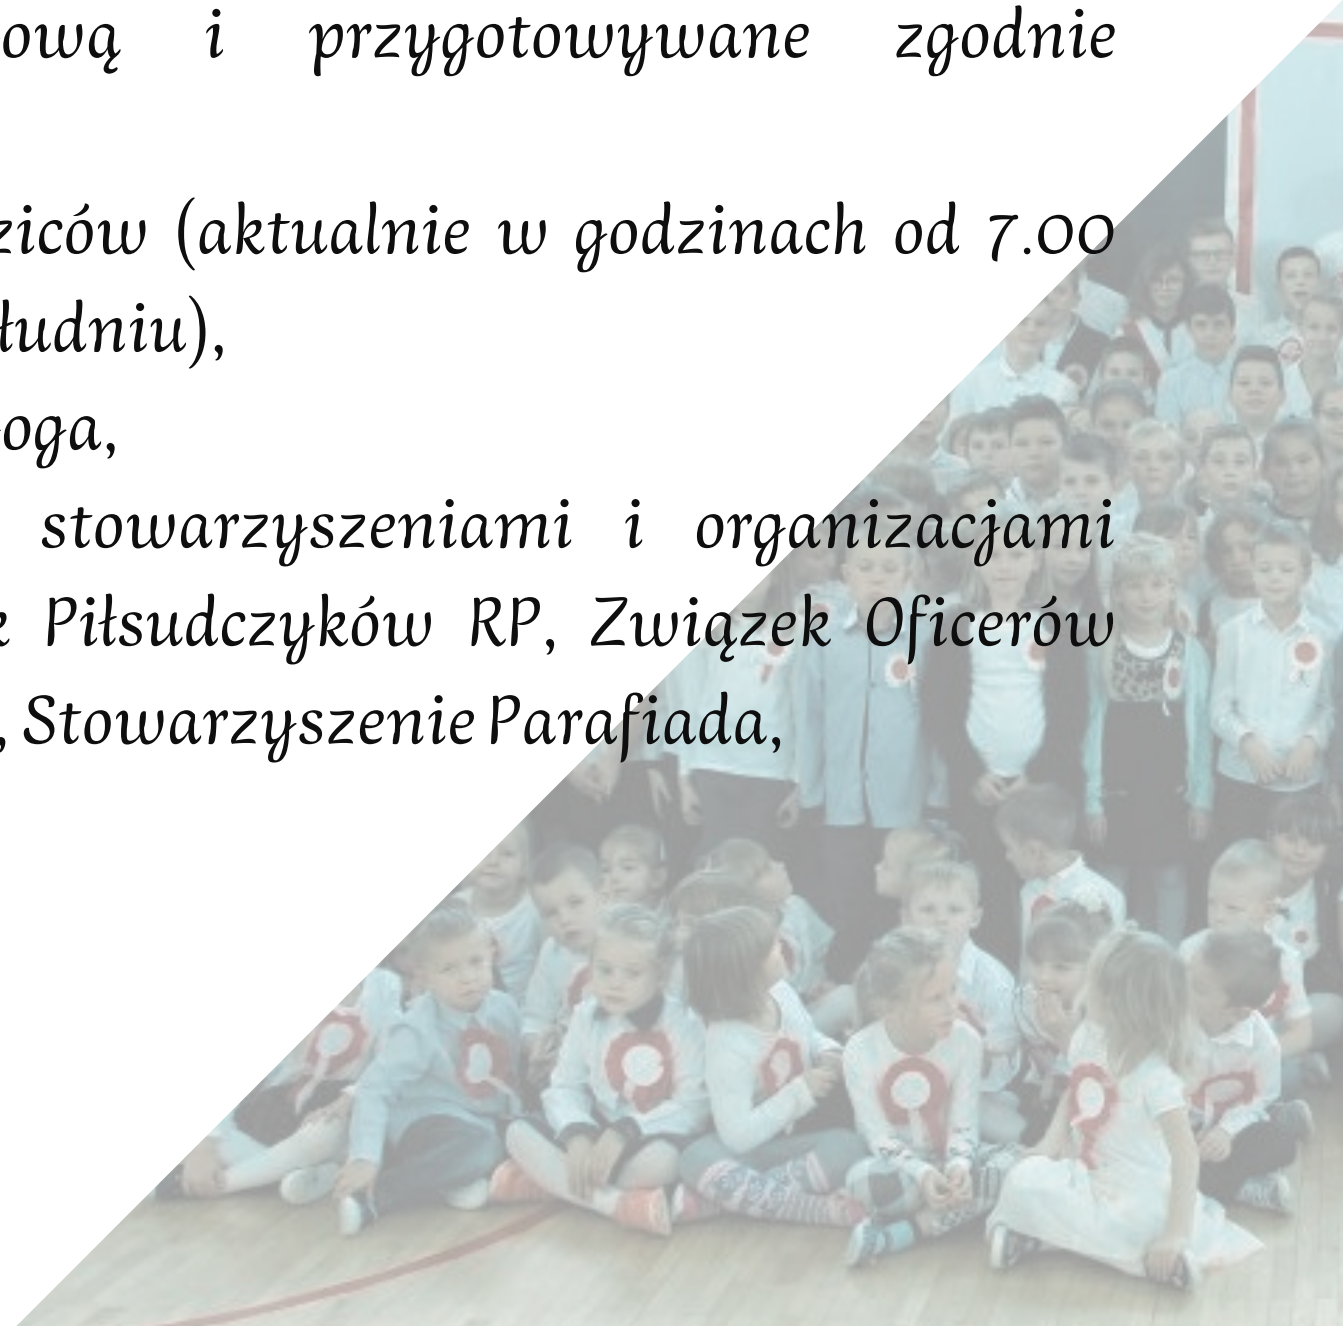 ową i przygotowywane zgodnie
ziców (aktualnie w godzinach od 7.00
łudniu),
oga,
stowarzyszeniami i organizacjami
k Piłsudczyków RP, Związek Oficerów
, Stowarzyszenie Parafiada,